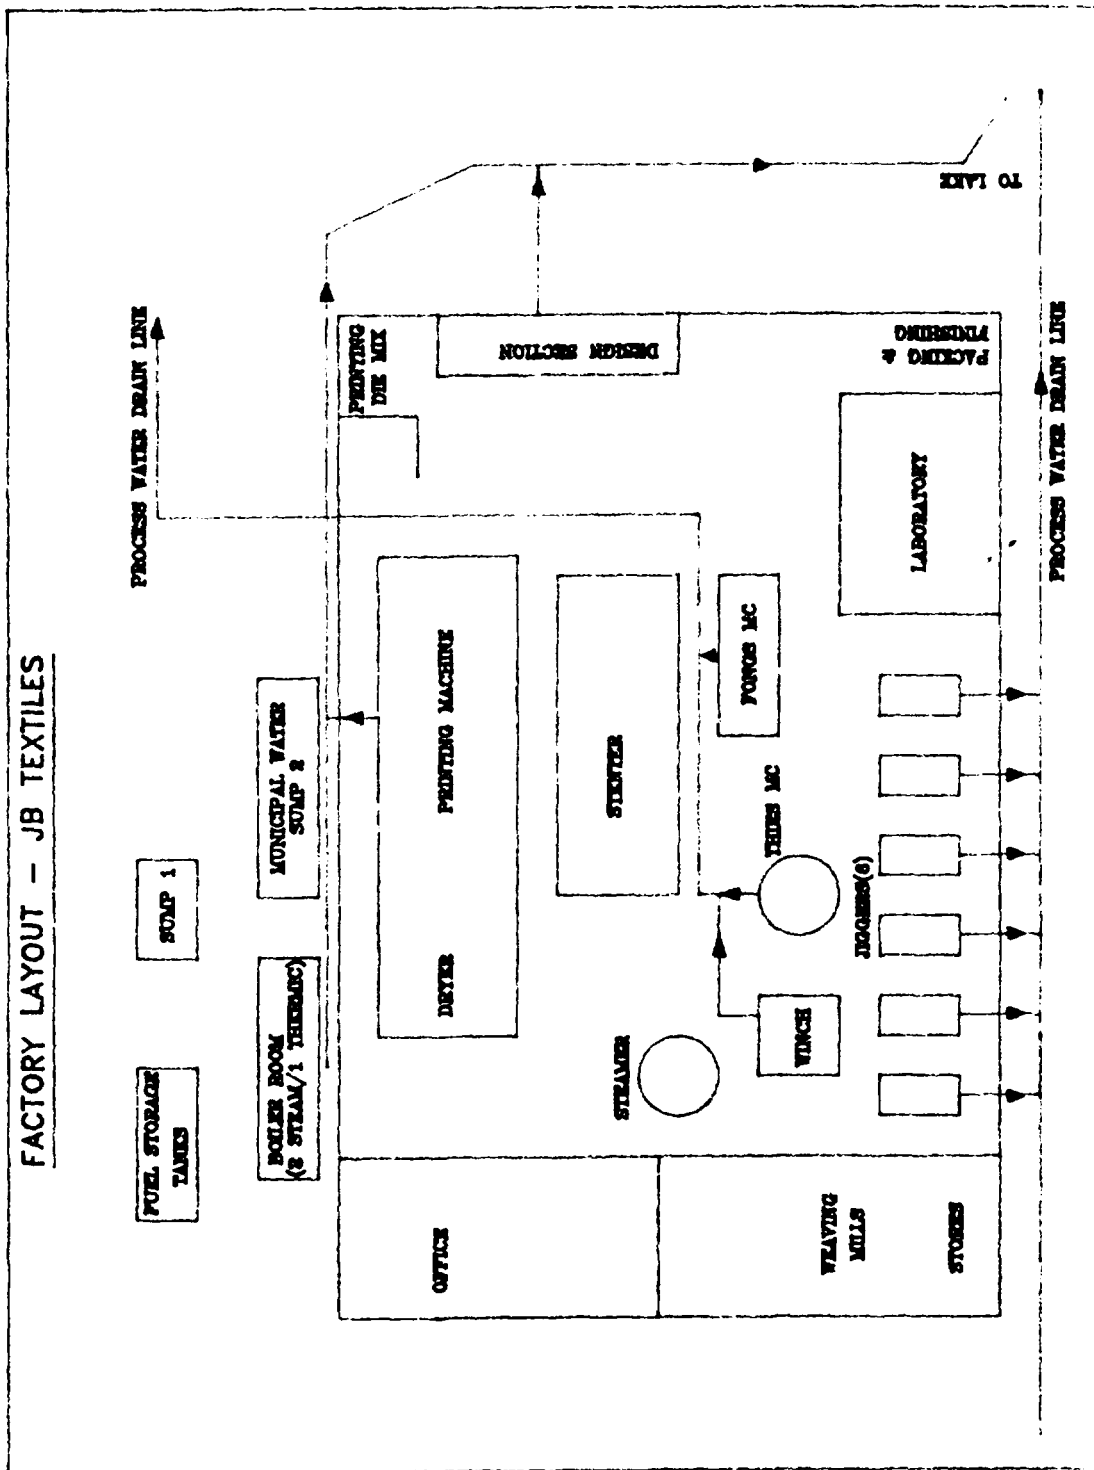 FACTORY LAYOUT - JB TEXTILES
FUEL STORAGE
TANKS
SUMP 1
PROCESS WATER DRAIN LINE
BOILER ROOM
(2 STEAM/1 THERMIC)
MUNICIPAL WATER
SUMP 2
OFFICE
DRYER
PRINTING MACHINE
PRINTING
DIE MIX
STEAMER
STENTER
DESIGN SECTION
WINCH
THIES MC
FONGS MC
WEAVING
MILLS
STORES
JIGGERS(6)
LABORATORY
PACKING &
FINISHING
TO LAKE
PROCESS WATER DRAIN LINE